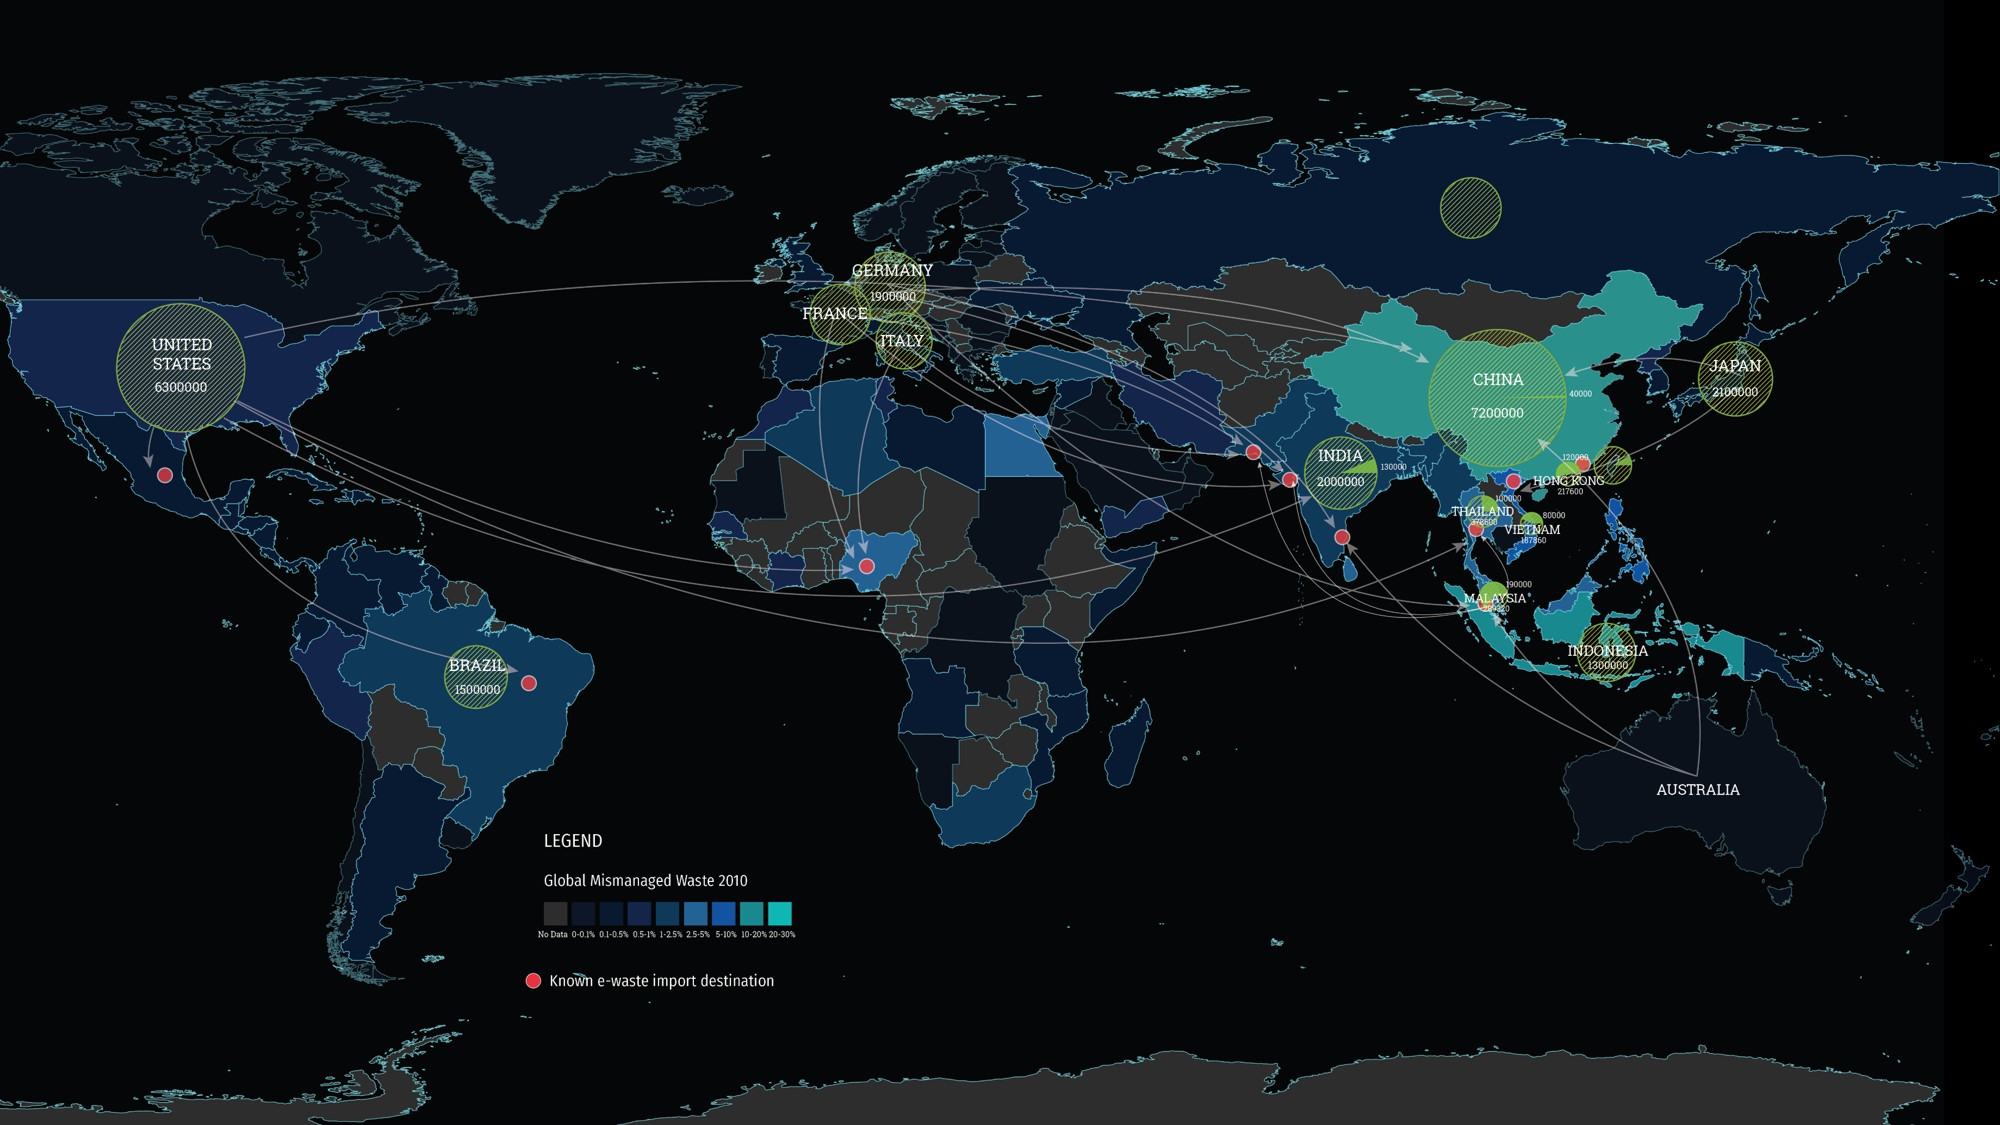 GERMANY
1900000
FRANCE
ITALY
UNITED
STATES
6300000
CHINA
7200000
40000
JAPAN
2100000
INDIA
2000000
130000
120000
HONG KONG
217600
100000
THAILAND
378600
80000
VIETNAM
187860
190000
MALAYSIA
INDONESIA
1300000
BRAZIL
1500000
AUSTRALIA
LEGEND
Global Mismanaged Waste 2010
No Data 0-0.1% 0.1-0.5% 0.5-1% 1-2.5% 2.5-5% 5-10% 10-20% 20-30%
Known e-waste import destination